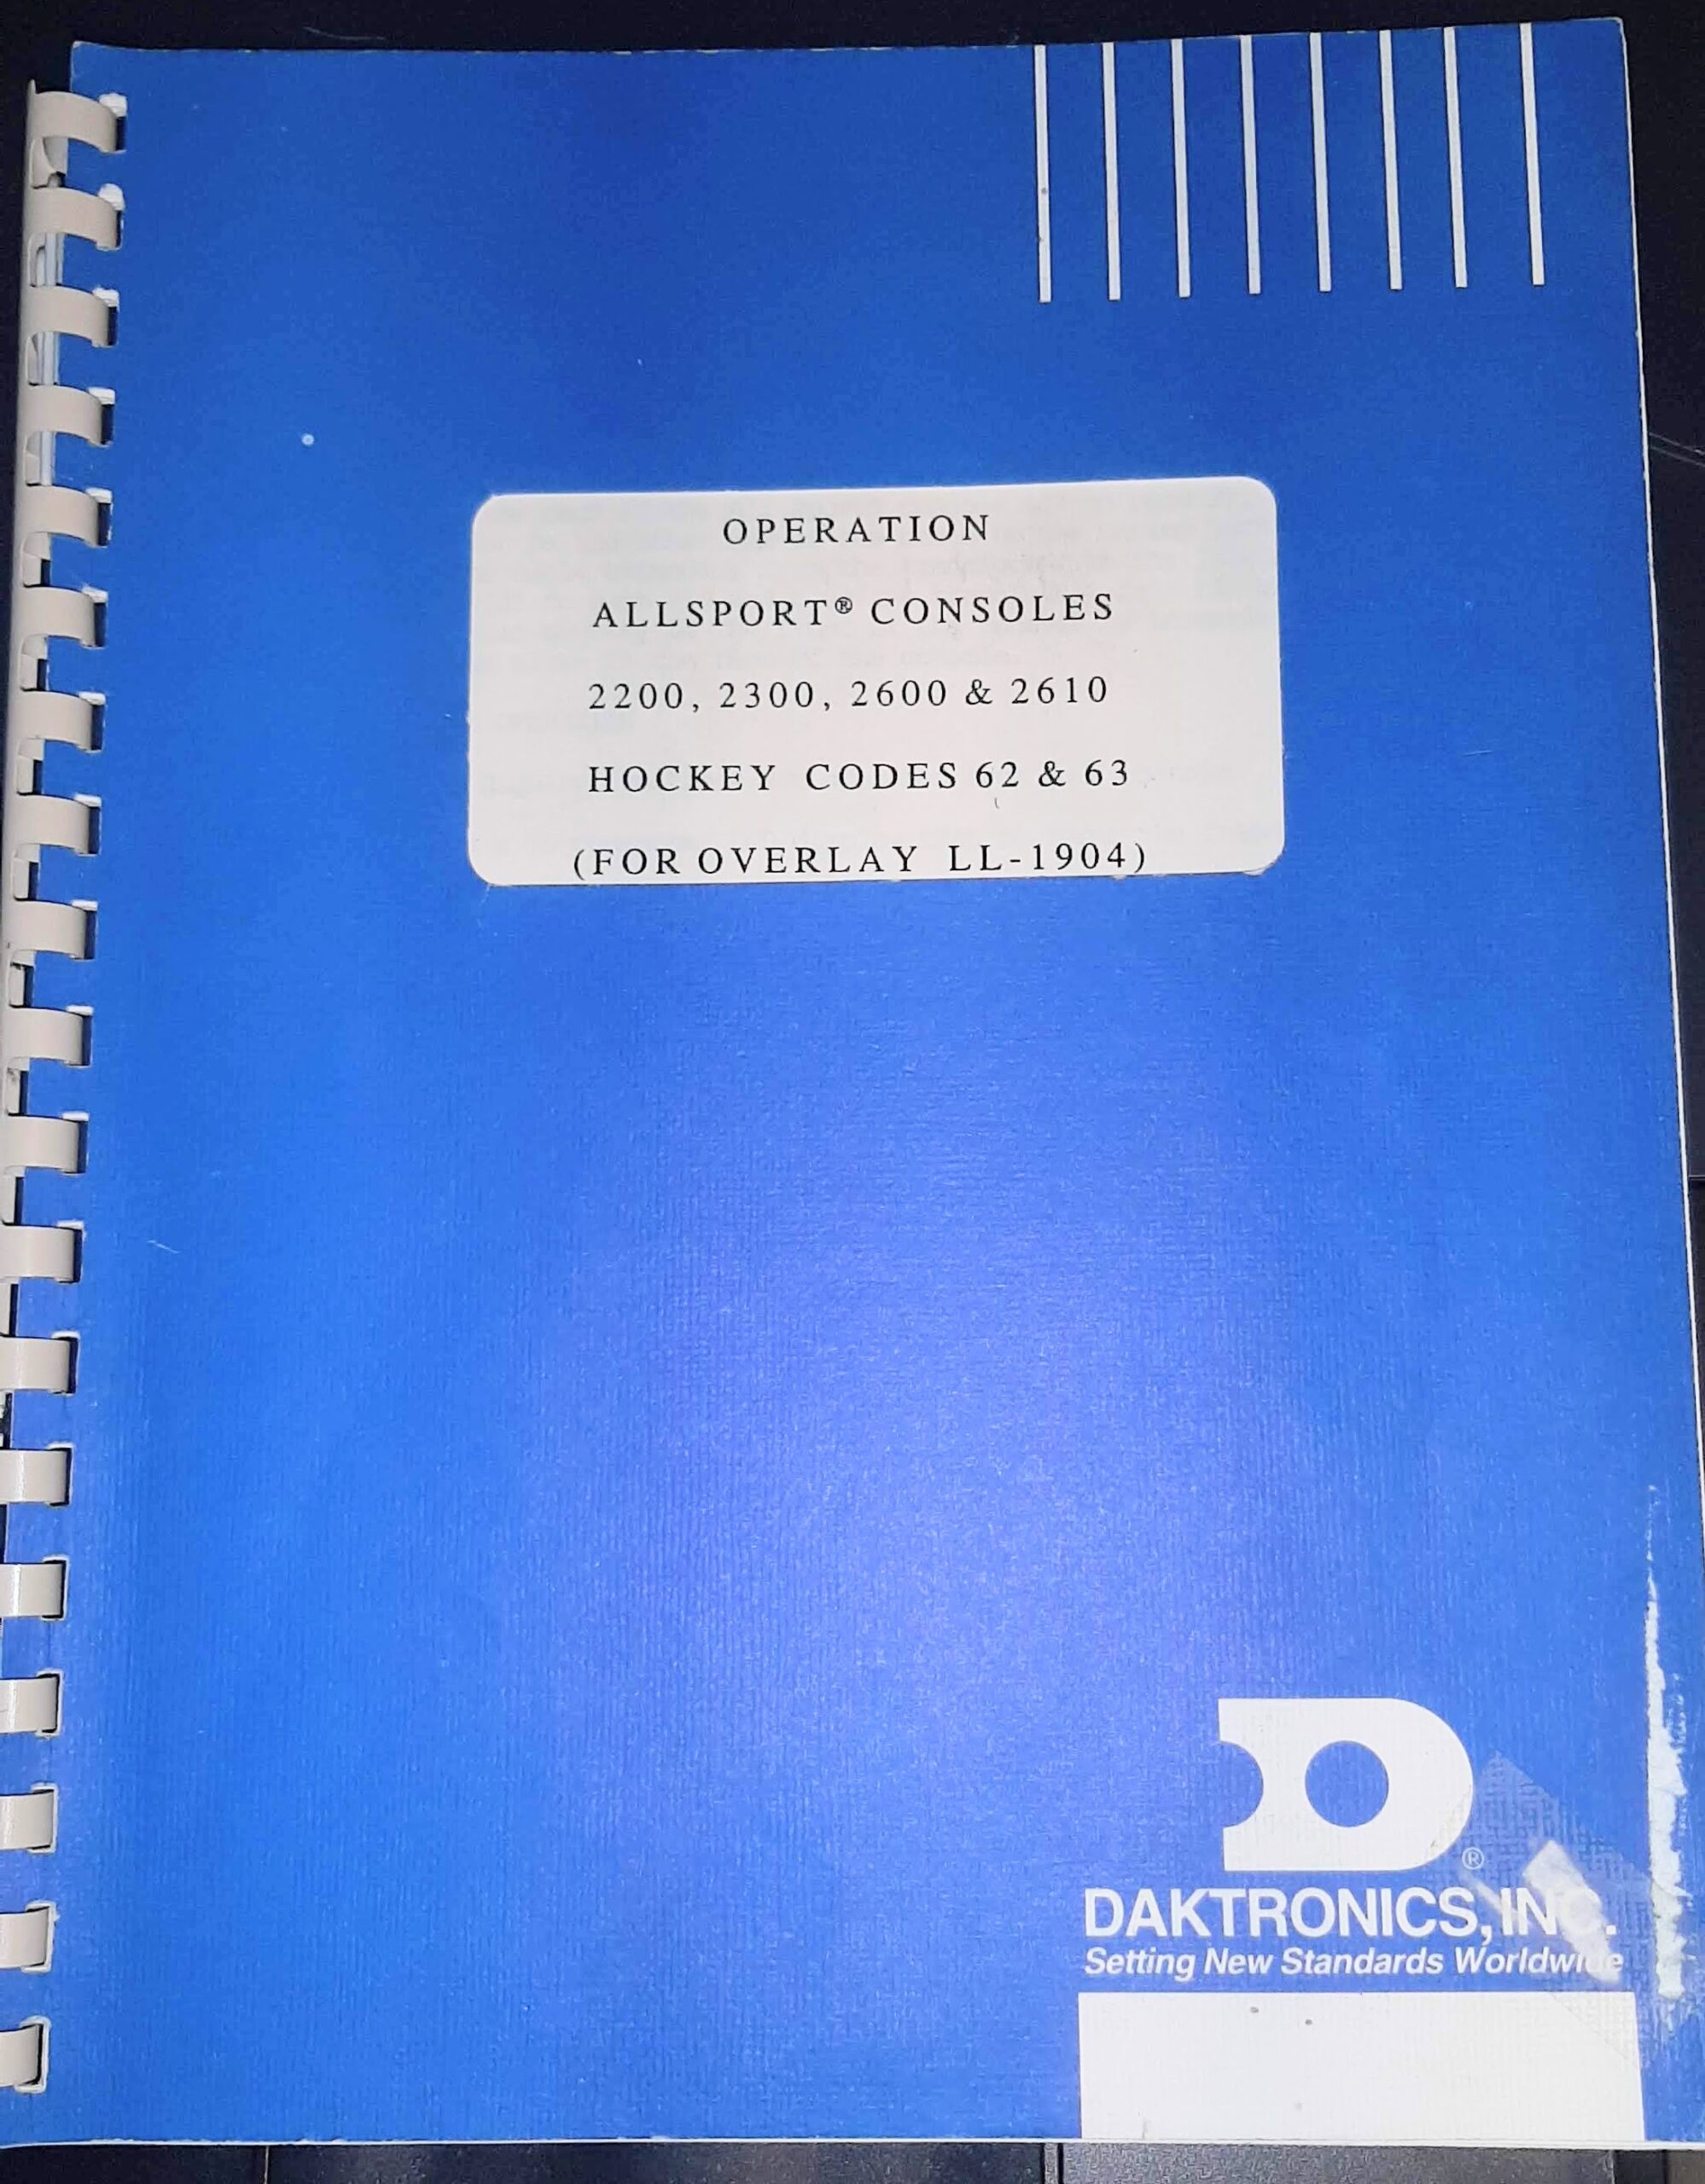 OPERATION
ALLSPORT® CONSOLES
2200, 2300, 2600 & 2610
HOCKEY CODES 62 & 63
(FOR OVERLAY LL-1904)
®
DAKTRONICS, INC.
Setting New Standards Worldwide